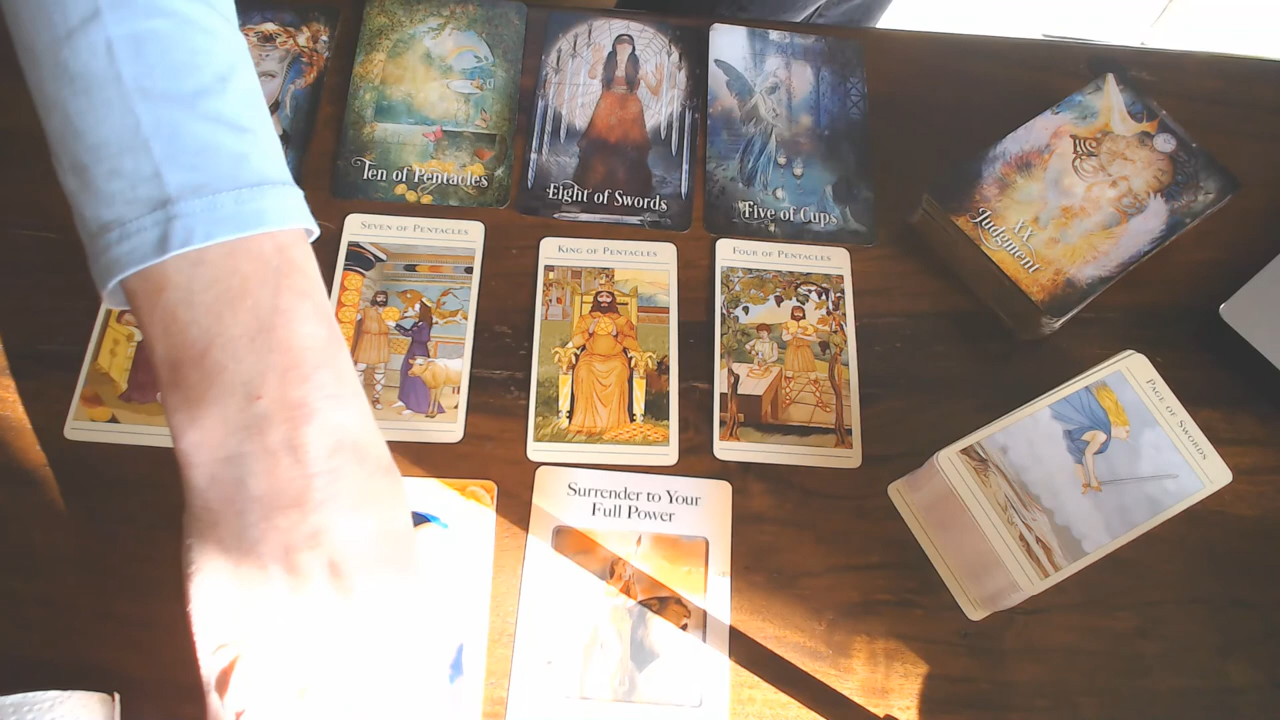 Ten of Pentacles
Eight of Swords
Five of Cups
XX
Judgment
SEVEN OF PENTACLES
KING OF PENTACLES
FOUR OF PENTACLES
PAGE OF SWORDS
Surrender to Your
Full Power